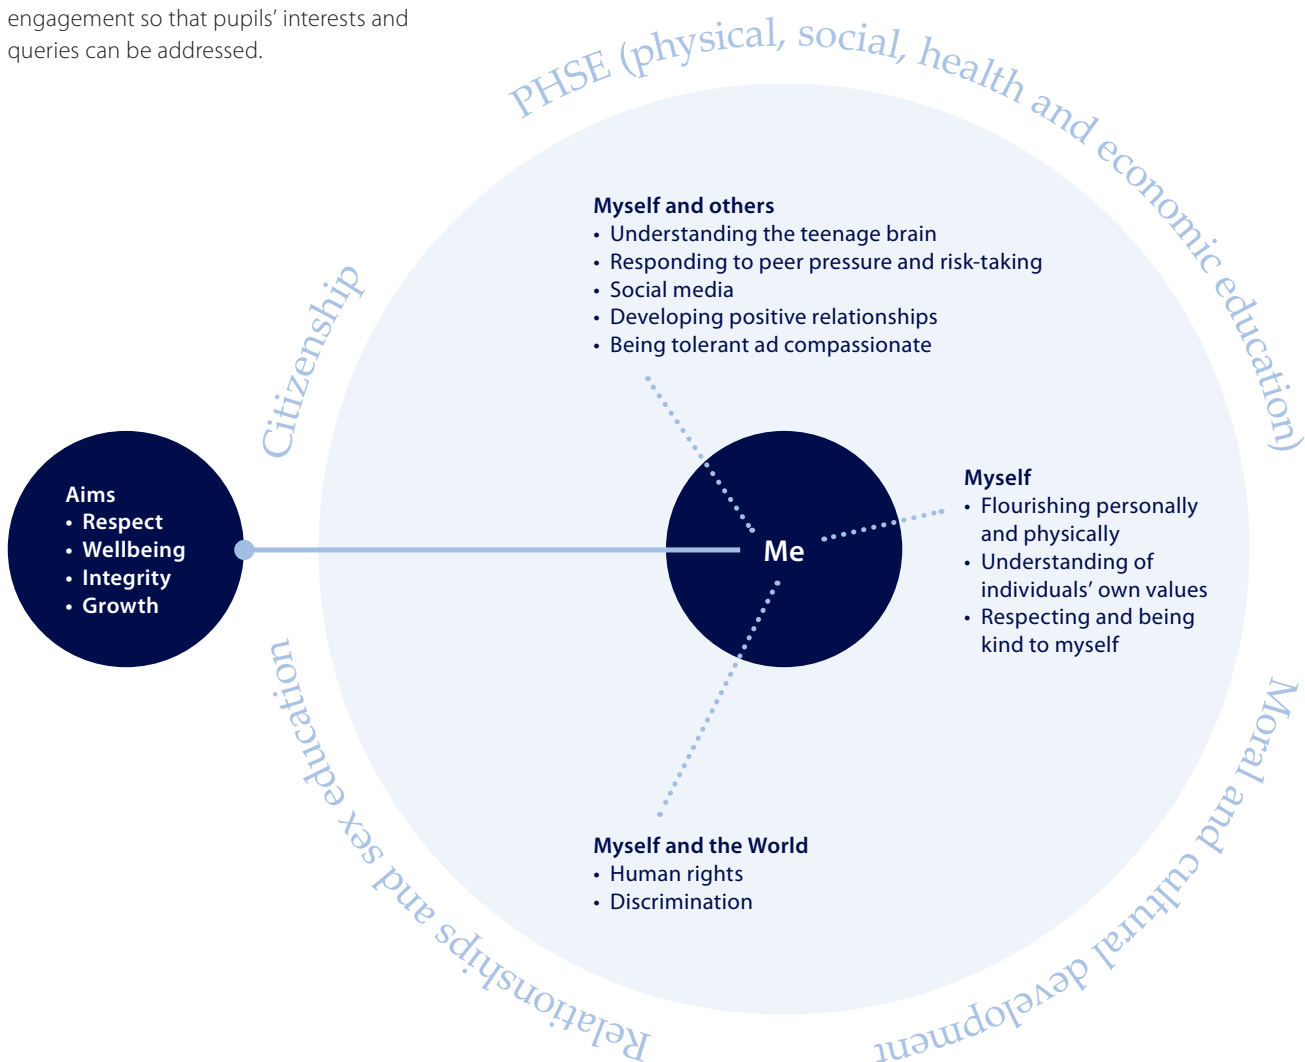 engagement so that pupils’ interests and
queries can be addressed.
PHSE (physical, social, health and economic education)
Citizenship
Myself and others
• Understanding the teenage brain
• Responding to peer pressure and risk-taking
• Social media
• Developing positive relationships
• Being tolerant ad compassionate
Aims
• Respect
• Wellbeing
• Integrity
• Growth
Me
Myself
• Flourishing personally
and physically
• Understanding of
individuals’ own values
• Respecting and being
kind to myself
Myself and the World
• Human rights
• Discrimination
Relationships and sex education
Moral and cultural development